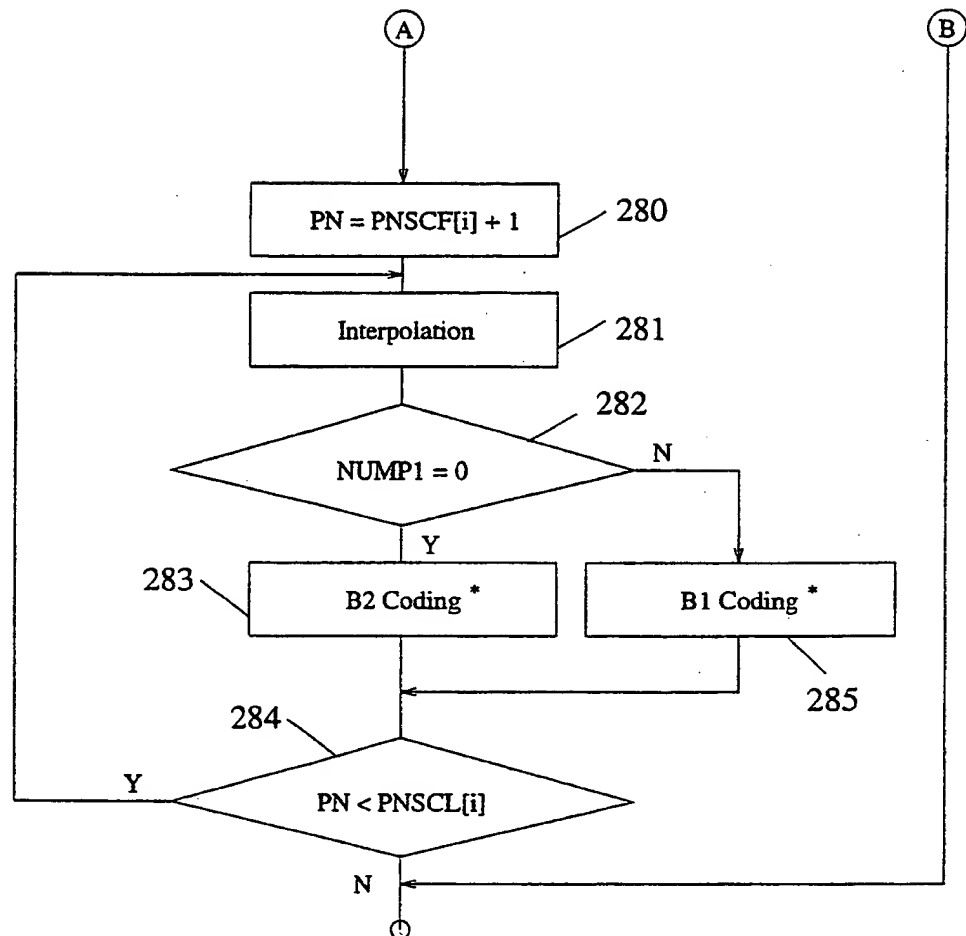 A
B
PN = PNSCF[i] + 1
280
Interpolation
281
282
NUMP1 = 0
N
Y
283
B2 Coding *
B1 Coding *
285
284
Y
PN < PNSCL[i]
N